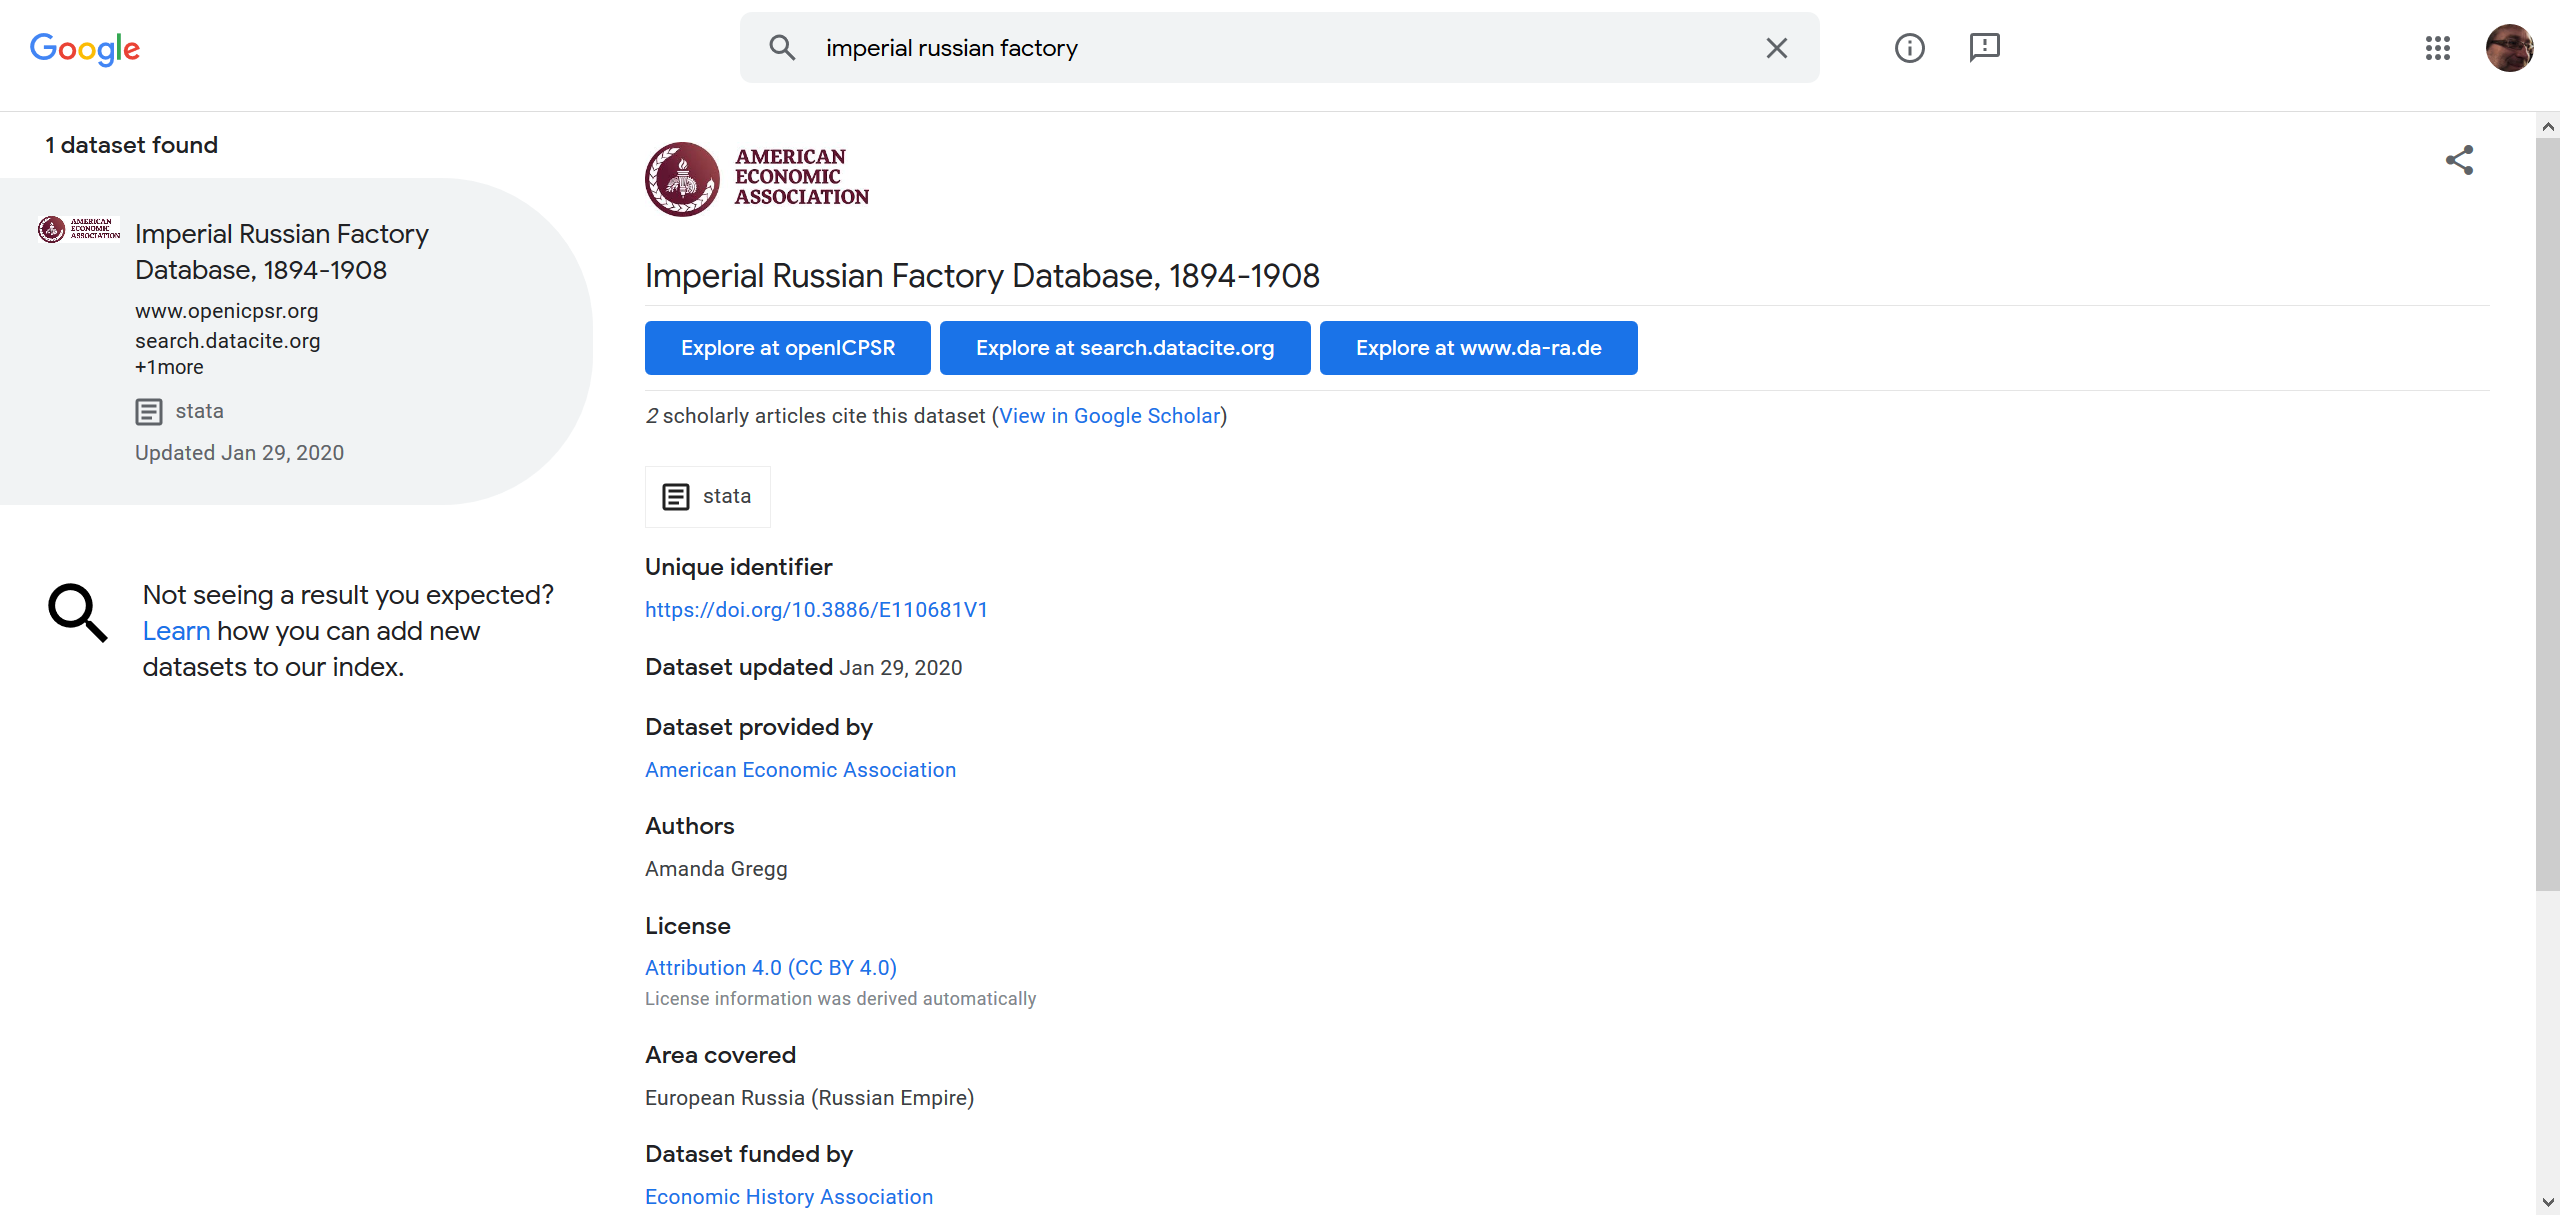 Google
imperial russian factory
1 dataset found
AMERICAN
ECONOMIC
ASSOCIATION
Imperial Russian Factory
Database, 1894-1908
www.openicpsr.org
search.datacite.org
+1more
stata
Updated Jan 29, 2020
Not seeing a result you expected?
Learn how you can add new
datasets to our index.
AMERICAN
ECONOMIC
ASSOCIATION
Imperial Russian Factory Database, 1894-1908
Explore at openICPSR
Explore at search.datacite.org
Explore at www.da-ra.de
2 scholarly articles cite this dataset (View in Google Scholar)
stata
Unique identifier
https://doi.org/10.3886/E110681V1
Dataset updated Jan 29, 2020
Dataset provided by
American Economic Association
Authors
Amanda Gregg
License
Attribution 4.0 (CC BY 4.0)
License information was derived automatically
Area covered
European Russia (Russian Empire)
Dataset funded by
Economic History Association